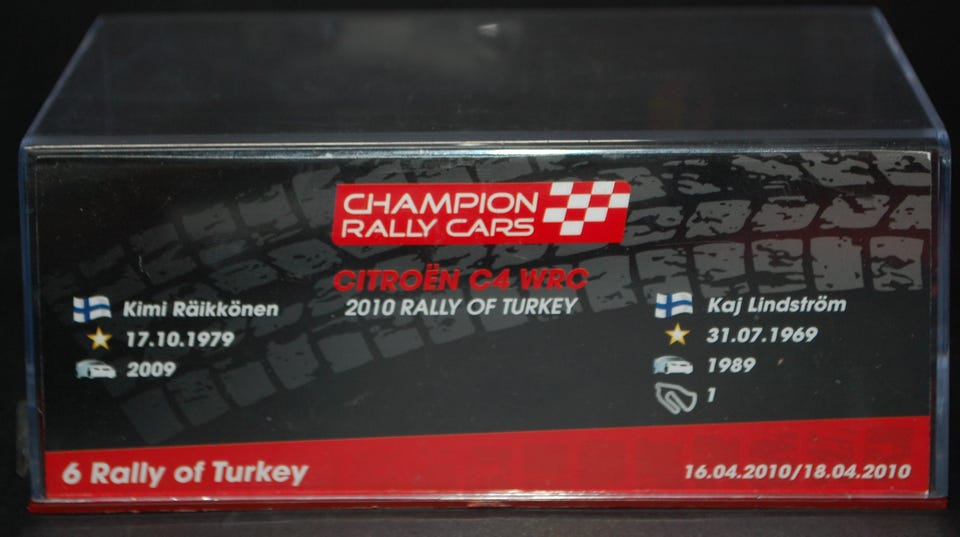 CHAMPION
RALLY CARS
CITROËN C4 WRC
2010 RALLY OF TURKEY
Kimi Räikkönen
17.10.1979
2009
Kaj Lindström
31.07.1969
1989
1
6 Rally of Turkey
16.04.2010/18.04.2010